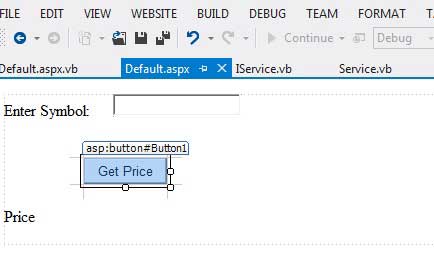 FILE EDIT VIEW WEBSITE BUILD DEBUG TEAM FORMAT
Continue Debug
Default.aspx.vb Default.aspx IService.vb Service.vb
Enter Symbol:
asp:button#Button1
Get Price
Price